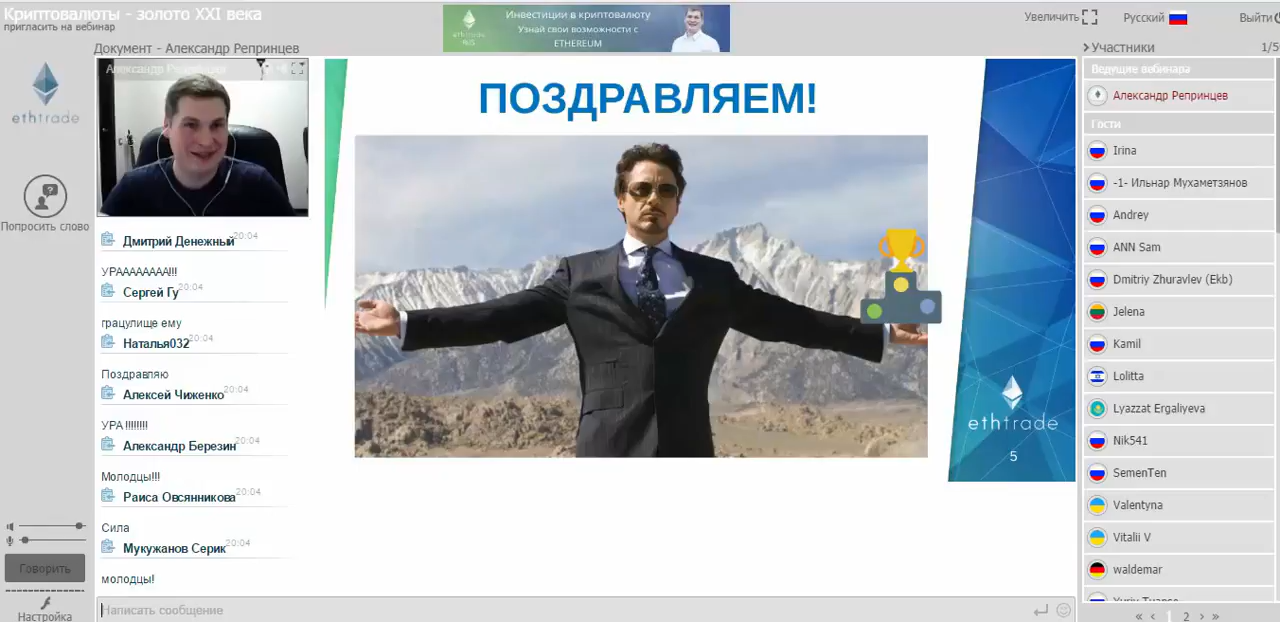 Криптовалюты - золото XXI века
пригласить на вебинар
Инвестиции в криптовалюту
Узнай свои возможности с
ETHEREUM
Увеличить
Русский
Выйти
Документ - Александр Репринцев
Участники 1/5
ethtrade
Попросить слово
Говорить
Настройка
Александр Репринцев
Дмитрий Денежный 20:04
УРАААААААА!!!
Сергей Гу 20:04
грацулище ему
Наталья032 20:04
Поздравляю
Алексей Чиженко 20:04
УРА !!!!!!!!
Александр Березин 20:04
Молодцы!!!
Раиса Овсянникова 20:04
Сила
Мукужанов Серик 20:04
молодцы!
Написать сообщение
ПОЗДРАВЛЯЕМ!
ethtrade
5
Ведущие вебинара
Александр Репринцев
Гости
Irina
-1- Ильнар Мухаметзянов
Andrey
ANN Sam
Dmitriy Zhuravlev (Ekb)
Jelena
Kamil
Lolitta
Lyazzat Ergaliyeva
Nik541
SemenTen
Valentyna
Vitalii V
waldemar
« ‹ 1 2 › »